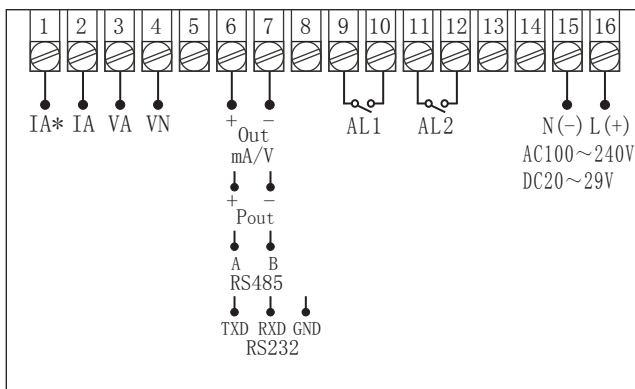 1 2 3 4 5 6 7 8 9 10 11 12 13 14 15 16
IA* IA VA VN + - AL1 AL2 N(-) L(+)
Out
mA/V
AC100~240V
DC20~29V
+ -
Pout
A B
RS485
TXD RXD GND
RS232